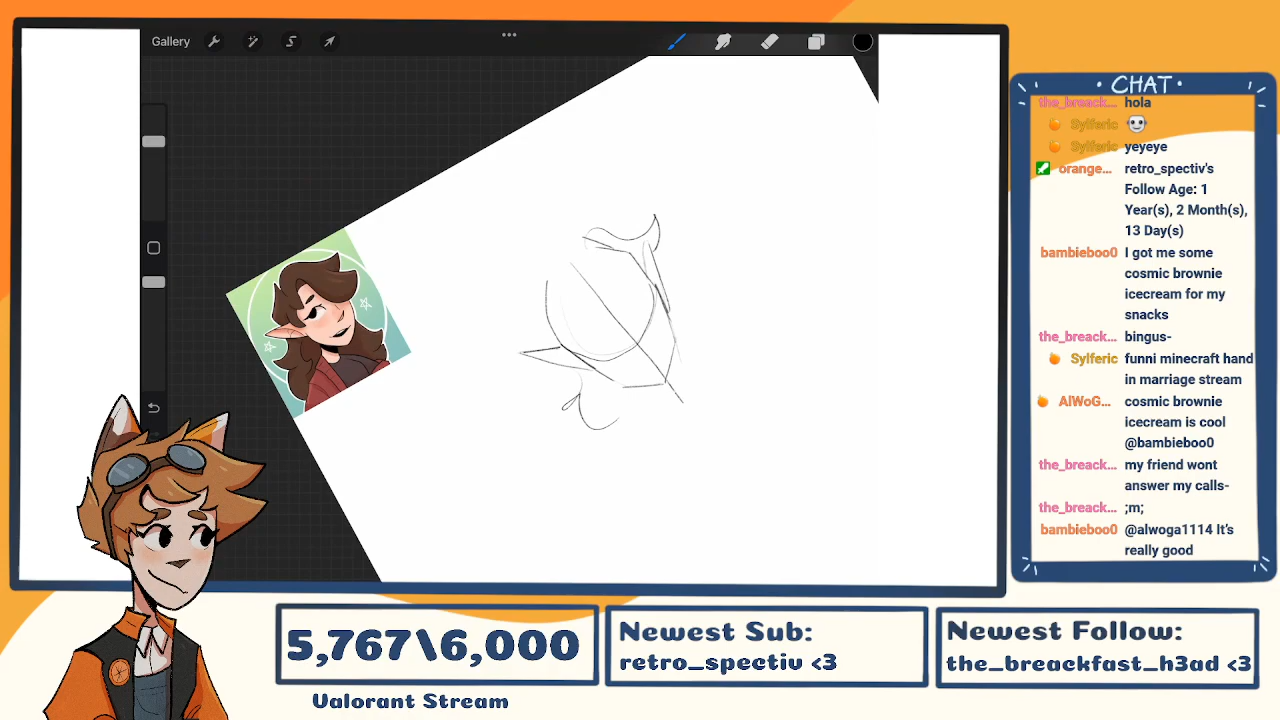 Gallery
• CHAT •
the_breack... hola
Sylferic
Sylferic yeyeye
orange... retro_spectiv's
Follow Age: 1
Year(s), 2 Month(s),
13 Day(s)
bambieboo0 I got me some
cosmic brownie
icecream for my
snacks
the_breack... bingus-
Sylferic funni minecraft hand
in marriage stream
AlWoG... cosmic brownie
icecream is cool
@bambieboo0
the_breack... my friend wont
answer my calls-
the_breack... ;m;
bambieboo0 @alwoga1114 It's
really good
5,767\6,000
Valorant Stream
Newest Sub:
retro_spectiv <3
Newest Follow:
the_breackfast_h3ad <3